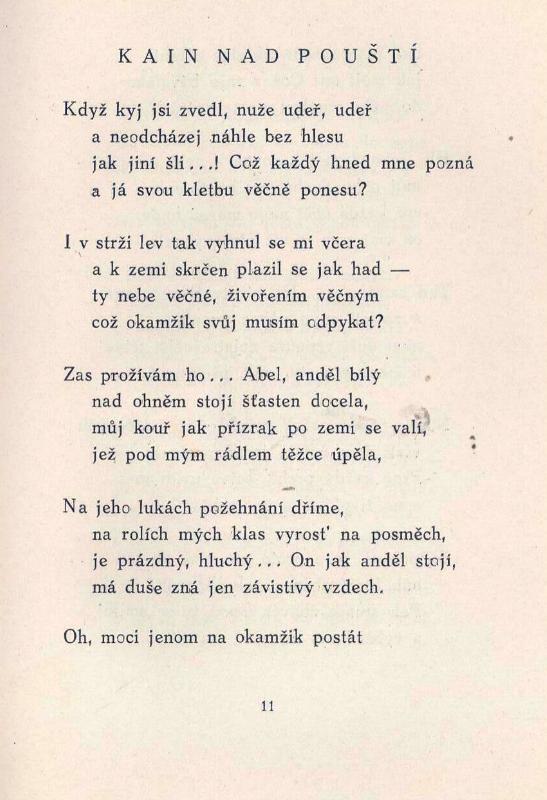 KAIN NAD POUŠTÍ
Když kyj jsi zvedl, nuže udeř, udeř
a neodcházej náhle bez hlesu
jak jiní šli...! Což každý hned mne pozná
a já svou kletbu věčně ponesu?
I v strži lev tak vyhnul se mi včera
a k zemi skrčen plazil se jak had —
ty nebe věčné, živořením věčným
což okamžik svůj musím odpykat?
Zas prožívám ho... Abel, anděl bílý
nad ohněm stojí šťasten docela,
můj kouř jak přízrak po zemi se valí,
jež pod mým rádlem těžce úpěla,
Na jeho lukách požehnání dříme,
na rolích mých klas vyrosť na posměch,
je prázdný, hluchý... On jak anděl stojí,
má duše zná jen závistivý vzdech.
Oh, moci jenom na okamžik postát
11